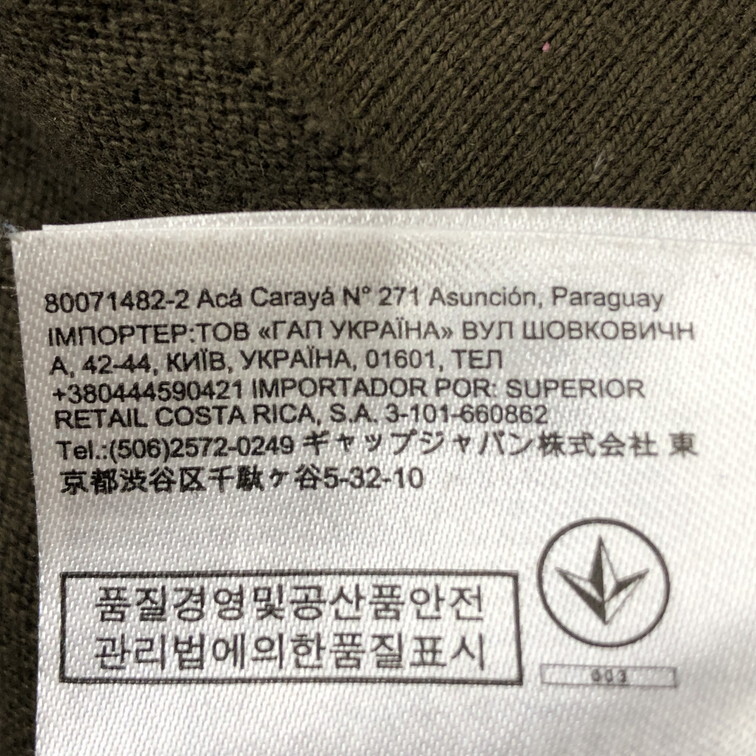 80071482-2 Acá Carayá N° 271 Asunción, Paraguay
ІМПОРТЕР:ТОВ «ГАП УКРАЇНА» ВУЛ ШОВКОВИЧН
А, 42-44, КИЇВ, УКРАЇНА, 01601, ТЕЛ
+380444590421 IMPORTADOR POR: SUPERIOR
RETAIL COSTA RICA, S.A. 3-101-660862
Tel.:(506)2572-0249 ギャップジャパン株式会社 東
京都渋谷区千駄ヶ谷5-32-10
품질경영및공산품안전
관리법에의한품질표시
003